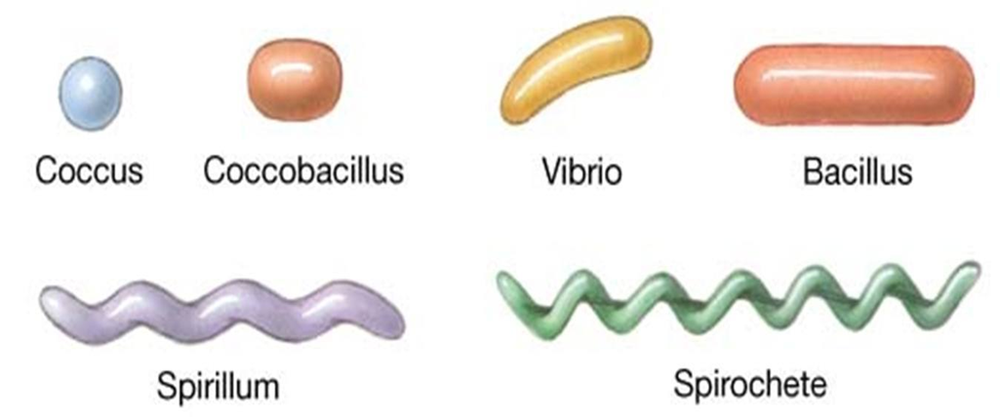 Coccus
Coccobacillus
Vibrio
Bacillus
Spirillum
Spirochete